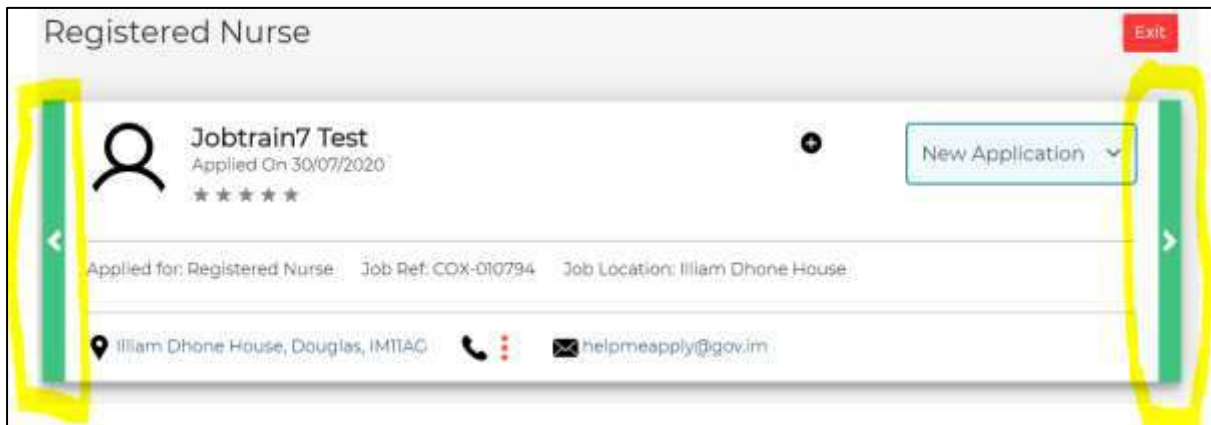 Registered Nurse
Exit
Jobtrain7 Test
Applied On 30/07/2020
New Application
Applied for: Registered Nurse Job Ref: COX-010794 Job Location: Illiam Dhone House
Illiam Dhone House, Douglas, IM11AG helpmeapply@gov.im